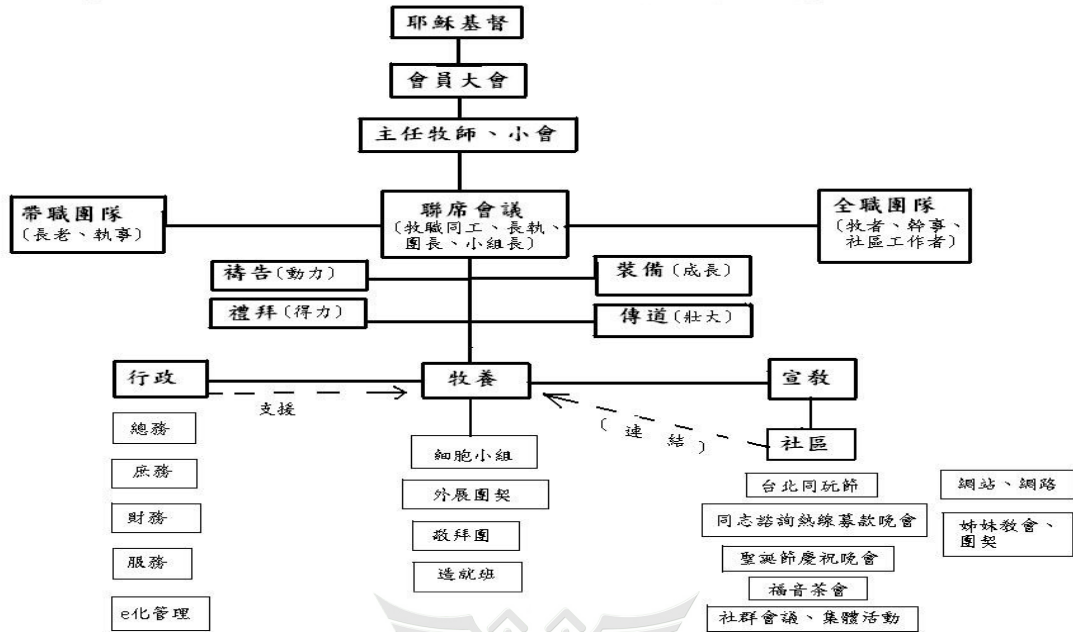 耶穌基督
會員大會
主任牧師、小會
帶職團隊
(長老、執事)
聯席會議
(牧職同工、長執、
團長、小組長)
全職團隊
(牧者、幹事、
社區工作者)
禱告(動力)
裝備(成長)
禮拜(得力)
傳道(壯大)
行政
牧養
宣教
支援
(連結)
社區
總務
庶務
財務
服務
e化管理
細胞小組
外展團契
敬拜團
造就班
台北同玩節
同志諮詢熱線募款晚會
聖誕節慶祝晚會
福音茶會
社群會議、集體活動
網站、網路
姊妹教會、
團契